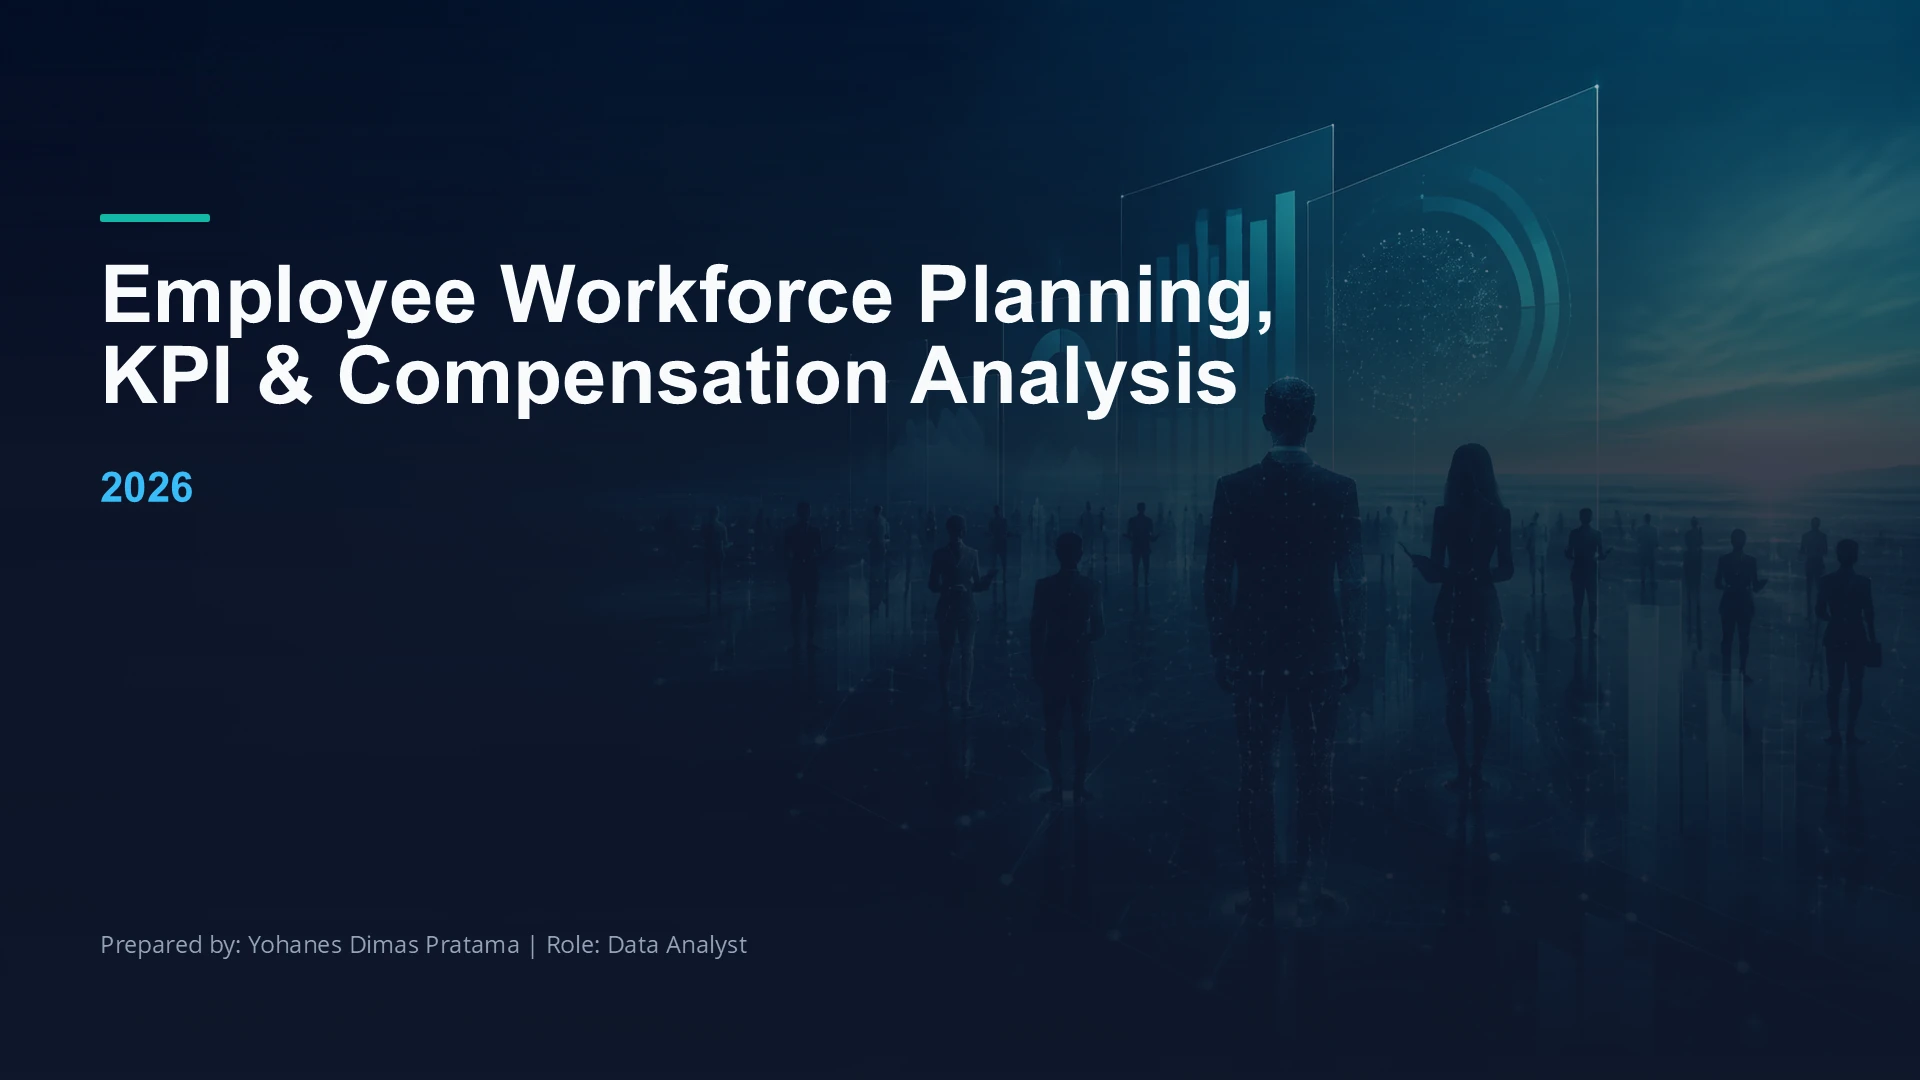 Employee Workforce Planning,
KPI & Compensation Analysis
2026
Prepared by: Yohanes Dimas Pratama | Role: Data Analyst